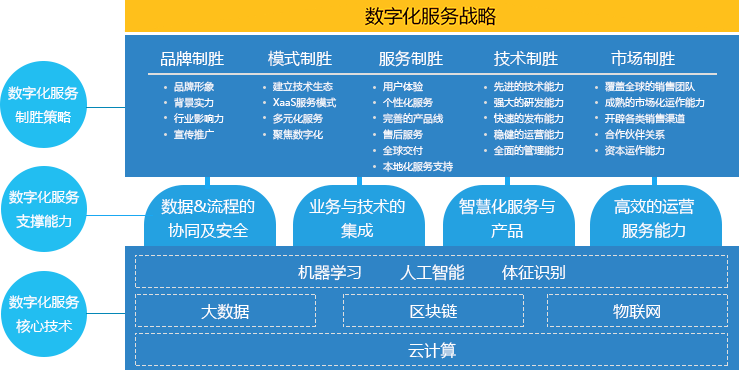 数字化服务战略
数字化服务
制胜策略
品牌制胜
品牌形象
背景实力
行业影响力
宣传推广
模式制胜
建立技术生态
XaaS服务模式
多元化服务
聚焦数字化
服务制胜
用户体验
个性化服务
完善的产品线
售后服务
全球交付
本地化服务支持
技术制胜
先进的技术能力
强大的研发能力
快速的发布能力
稳健的运营能力
全面的管理能力
市场制胜
覆盖全球的销售团队
成熟的市场化运作能力
开辟各类销售渠道
合作伙伴关系
资本运作能力
数字化服务
支撑能力
数据&流程的
协同及安全
业务与技术的
集成
智慧化服务与
产品
高效的运营
服务能力
数字化服务
核心技术
机器学习 人工智能 体征识别
大数据 区块链 物联网
云计算